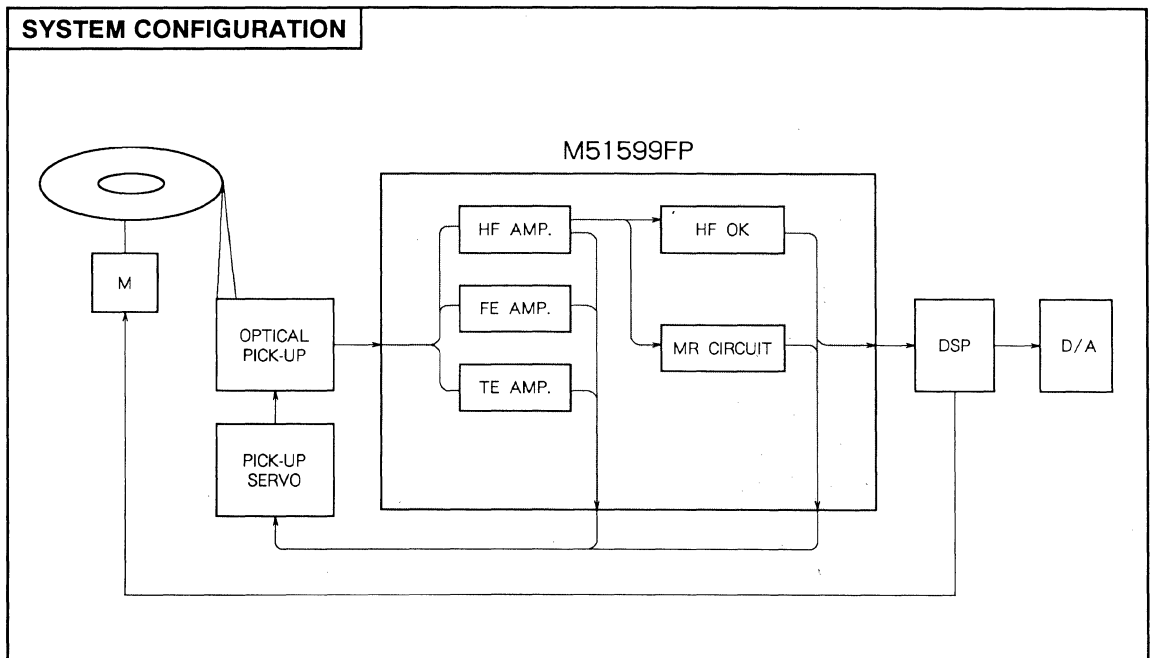 SYSTEM CONFIGURATION
M51599FP
HF AMP.
HF OK
M
FE AMP.
OPTICAL
PICK-UP
MR CIRCUIT
DSP
D/A
TE AMP.
PICK-UP
SERVO